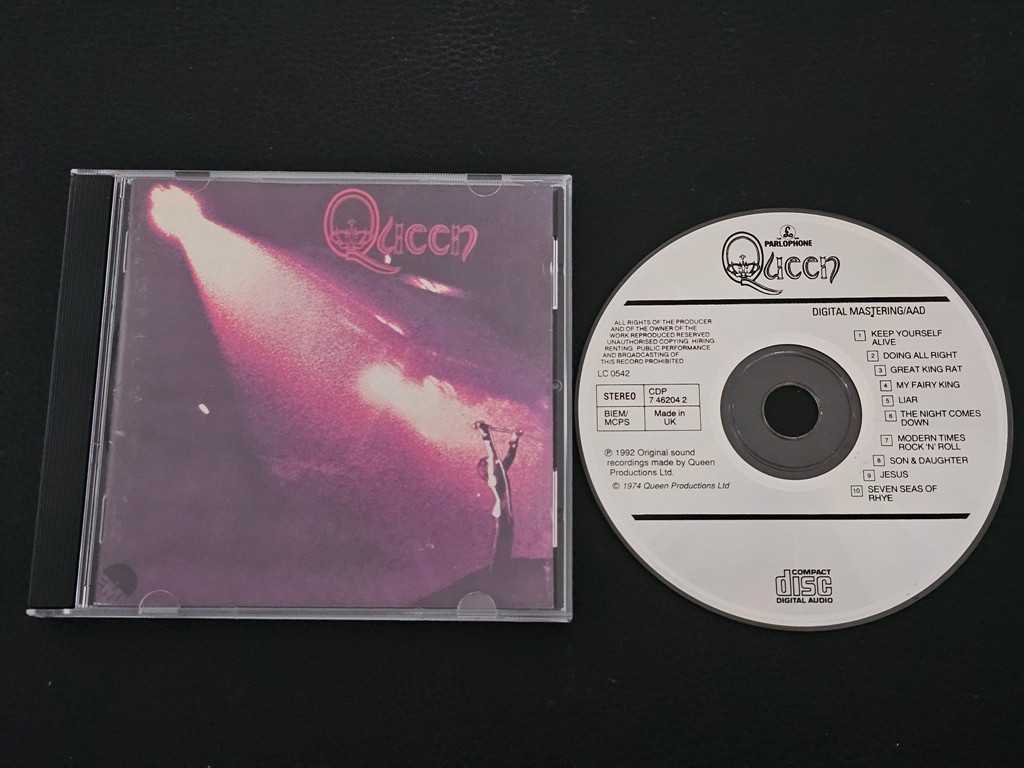 Queen
PARLOPHONE
Queen
DIGITAL MASTERING/AAD
ALL RIGHTS OF THE PRODUCER
AND OF THE OWNER OF THE
WORK REPRODUCED RESERVED
UNAUTHORISED COPYING, HIRING
RENTING, PUBLIC PERFORMANCE
AND BROADCASTING OF
THIS RECORD PROHIBITED
LC 0542
STEREO
CDP
7 46204 2
BIEM/
MCPS
Made in
UK
℗ 1992 Original sound
recordings made by Queen
Productions Ltd.
© 1974 Queen Productions Ltd
1 KEEP YOURSELF
ALIVE
2 DOING ALL RIGHT
3 GREAT KING RAT
4 MY FAIRY KING
5 LIAR
6 THE NIGHT COMES
DOWN
7 MODERN TIMES
ROCK 'N' ROLL
8 SON & DAUGHTER
9 JESUS
10 SEVEN SEAS OF
RHYE
COMPACT
disc
DIGITAL AUDIO